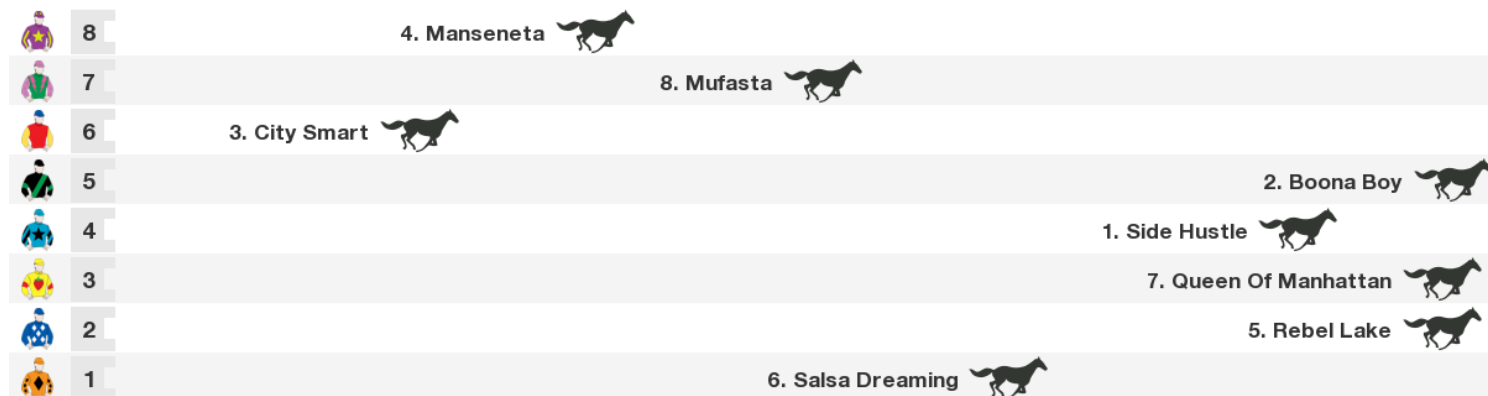 8 4. Manseneta
7 8. Mufasta
6 3. City Smart
5 2. Boona Boy
4 1. Side Hustle
3 7. Queen Of Manhattan
2 5. Rebel Lake
1 6. Salsa Dreaming